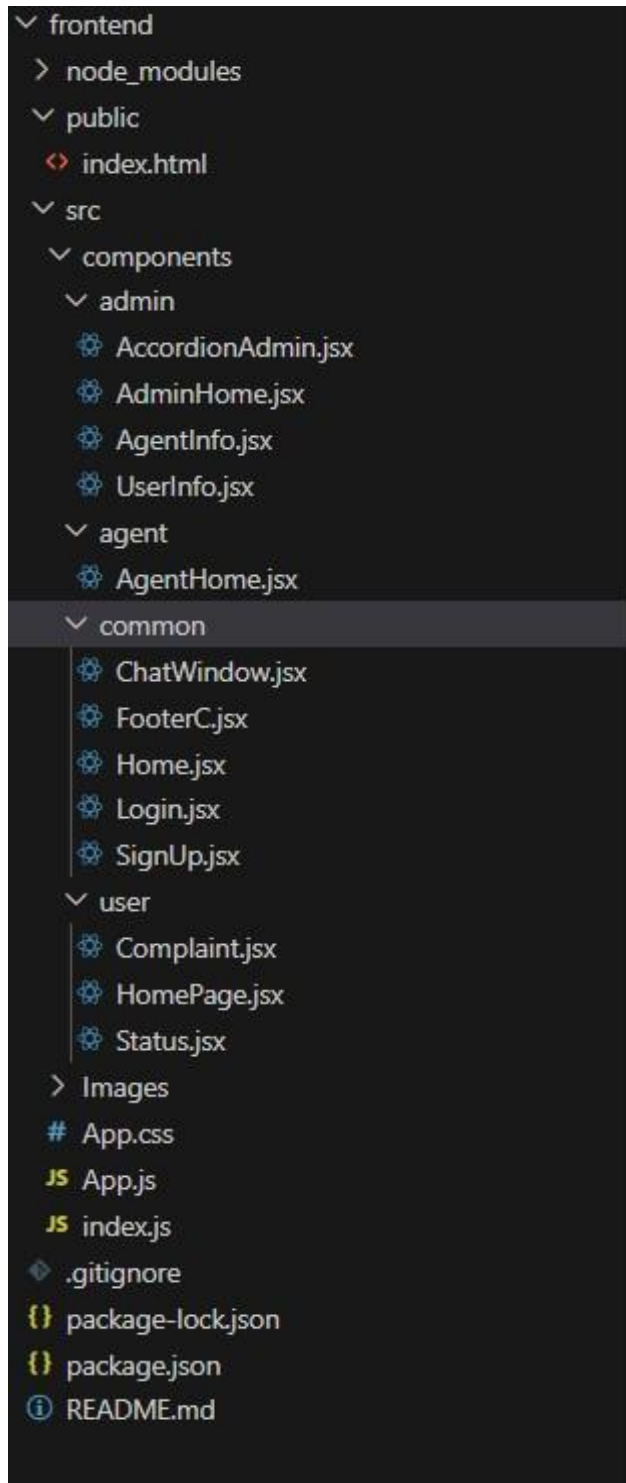 frontend
node_modules
public
<> index.html
src
components
admin
AccordionAdmin.jsx
AdminHome.jsx
AgentInfo.jsx
UserInfo.jsx
agent
AgentHome.jsx
common
ChatWindow.jsx
FooterC.jsx
Home.jsx
Login.jsx
SignUp.jsx
user
Complaint.jsx
HomePage.jsx
Status.jsx
Images
# App.css
JS App.js
JS index.js
.gitignore
{} package-lock.json
{} package.json
README.md